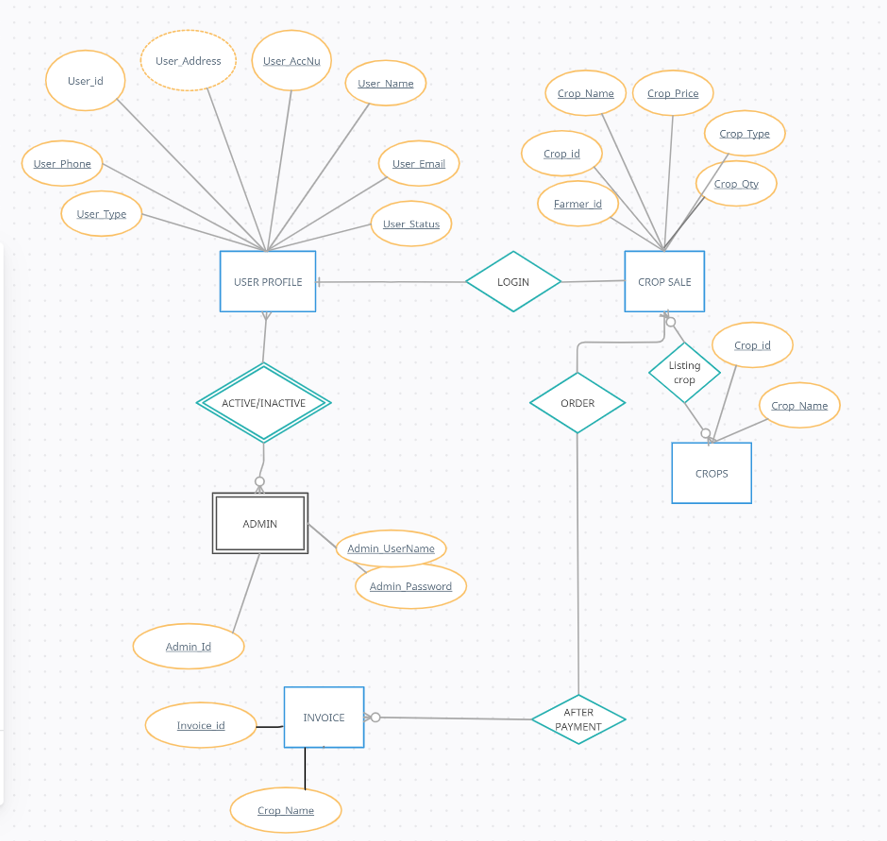 User_Address
User_AccNu
User_id
User_Name
Crop_Name
Crop_Price
Crop_Type
User_Phone
User_Email
Crop_id
Crop_Qty
User_Type
User_Status
Farmer_id
USER PROFILE
LOGIN
CROP SALE
Crop_id
Listing
crop
ACTIVE/INACTIVE
ORDER
Crop_Name
CROPS
ADMIN
Admin_UserName
Admin_Password
Admin_Id
Invoice_id
INVOICE
AFTER
PAYMENT
Crop_Name